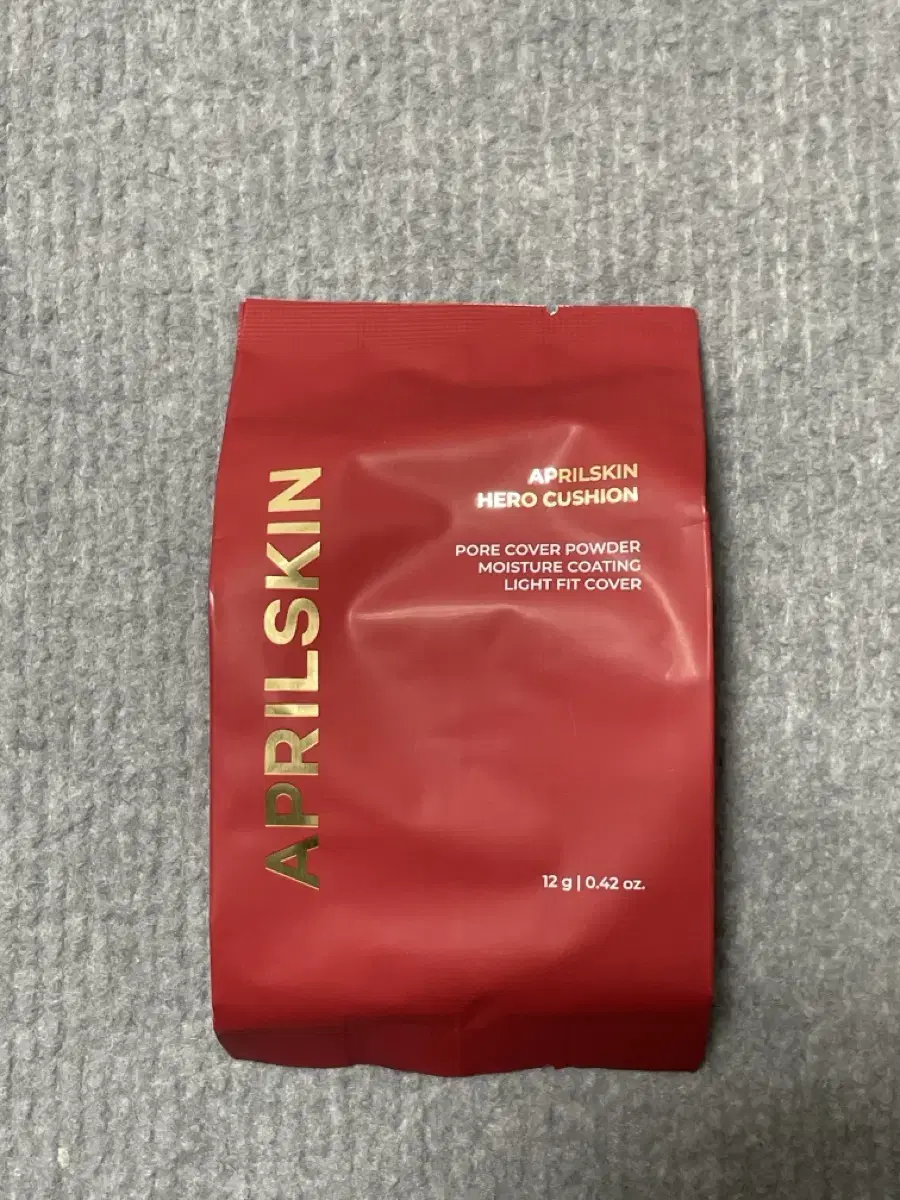 APRILSKIN
APRILSKIN
HERO CUSHION
PORE COVER POWDER
MOISTURE COATING
LIGHT FIT COVER
12 g | 0.42 oz.